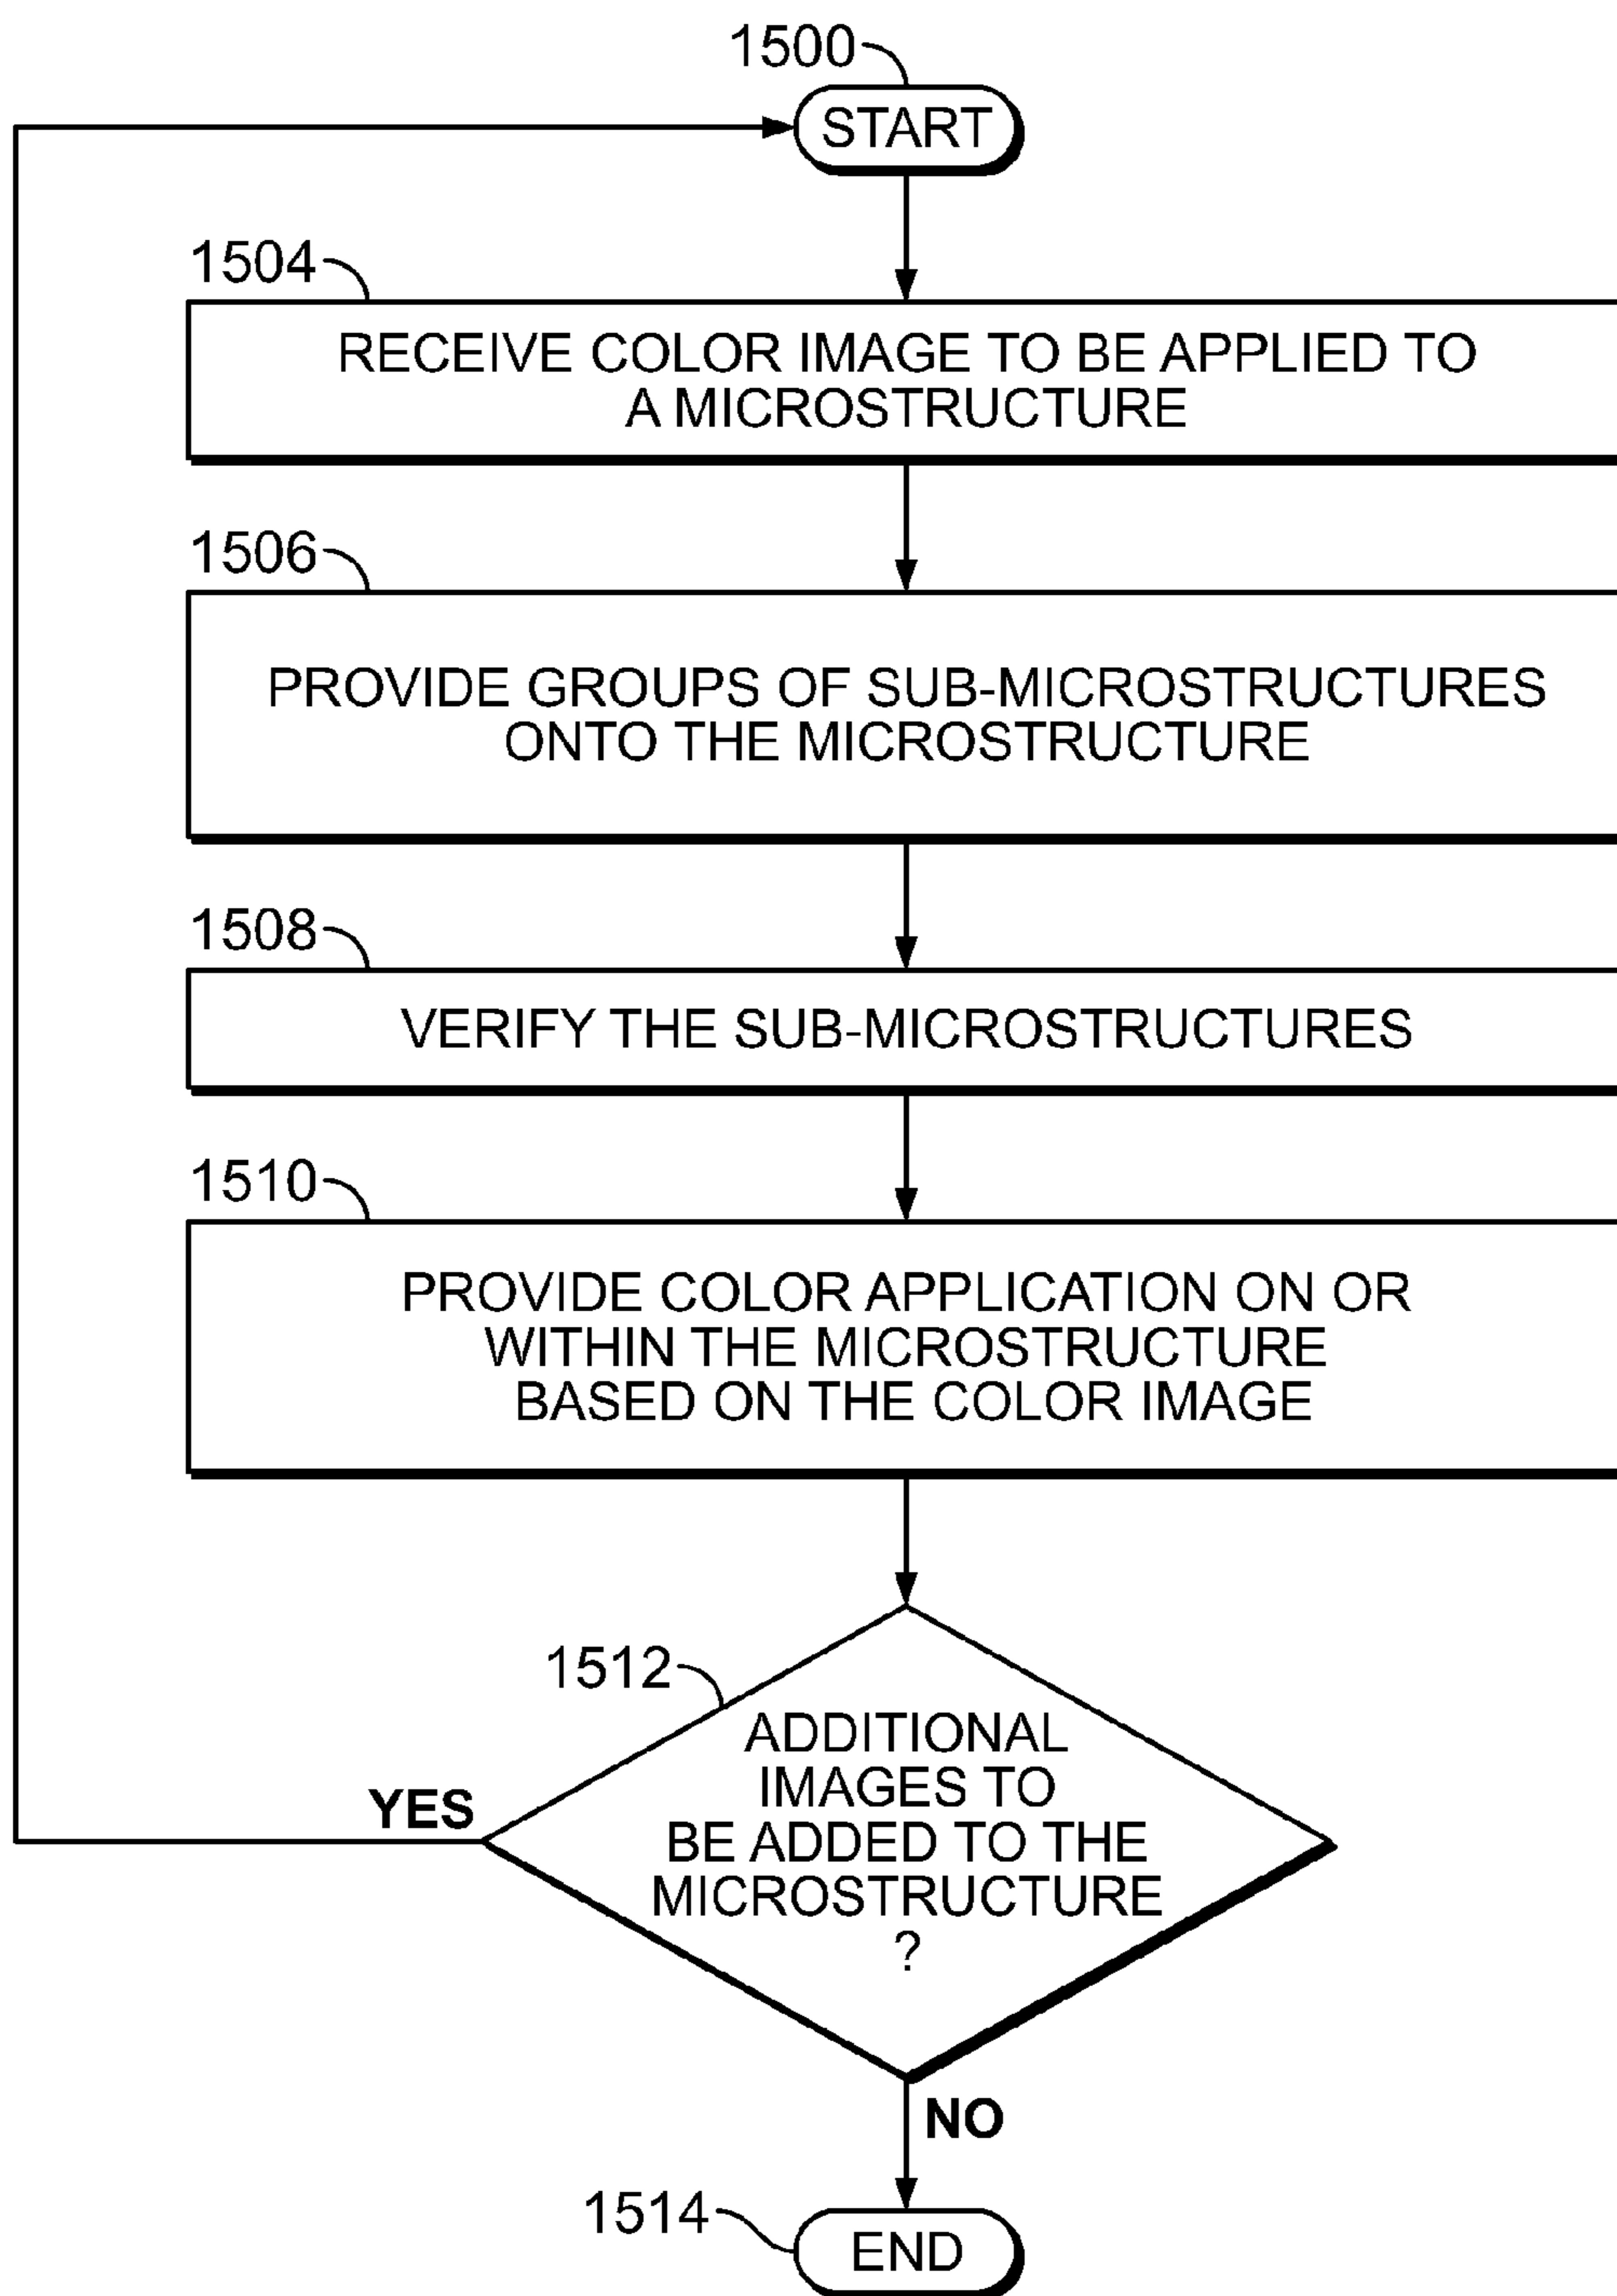 1500
START
1504
RECEIVE COLOR IMAGE TO BE APPLIED TO
A MICROSTRUCTURE
1506
PROVIDE GROUPS OF SUB-MICROSTRUCTURES
ONTO THE MICROSTRUCTURE
1508
VERIFY THE SUB-MICROSTRUCTURES
1510
PROVIDE COLOR APPLICATION ON OR
WITHIN THE MICROSTRUCTURE
BASED ON THE COLOR IMAGE
1512
ADDITIONAL
IMAGES TO
BE ADDED TO THE
MICROSTRUCTURE
?
YES
NO
1514
END